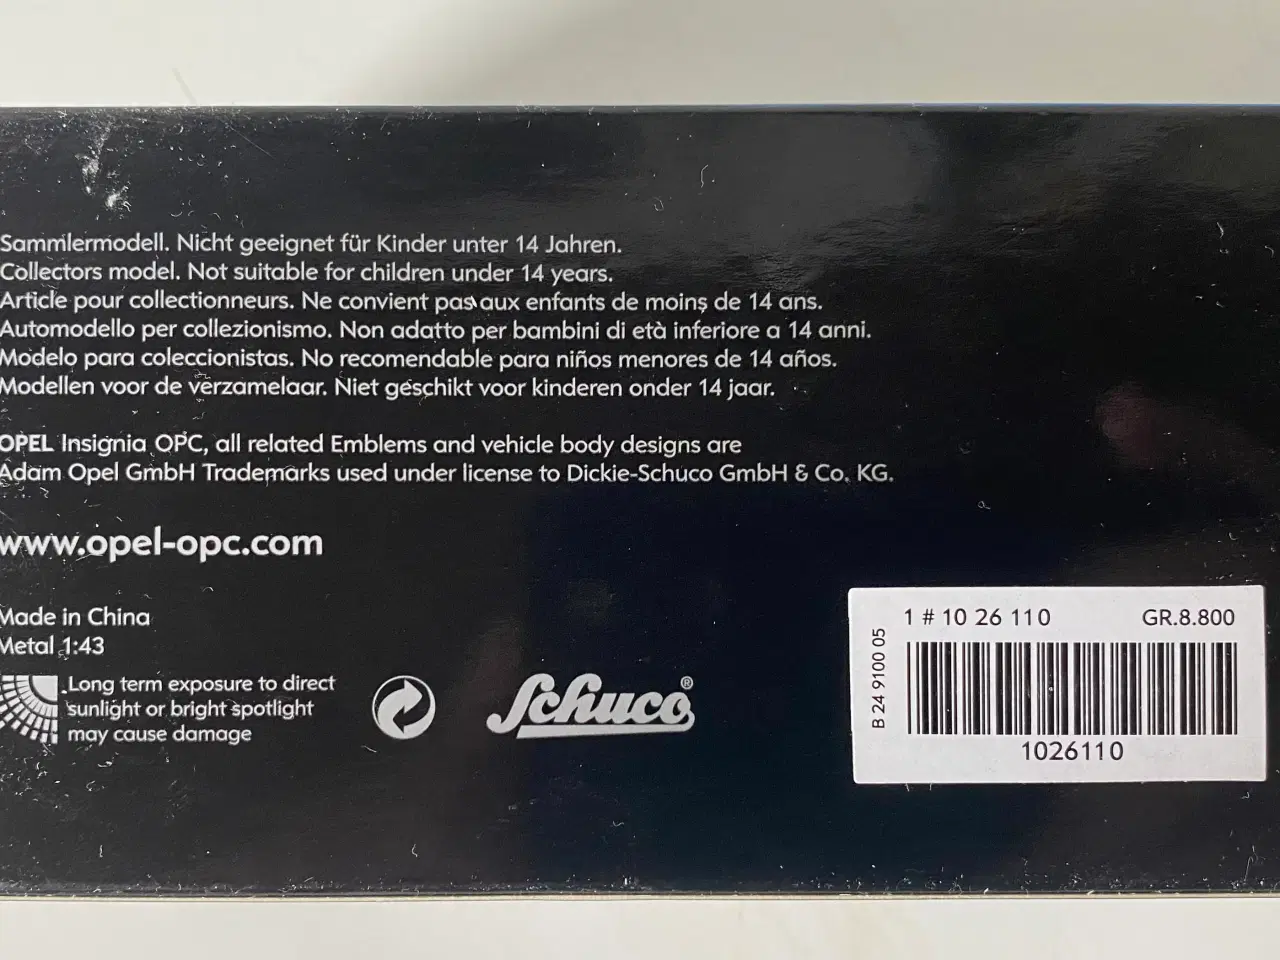 Sammlermodell. Nicht geeignet für Kinder unter 14 Jahren.
Collectors model. Not suitable for children under 14 years.
Article pour collectionneurs. Ne convient pas aux enfants de moins de 14 ans.
Automodello per collezionismo. Non adatto per bambini di età inferiore a 14 anni.
Modelo para coleccionistas. No recomendable para niños menores de 14 años.
Modellen voor de verzamelaar. Niet geschikt voor kinderen onder 14 jaar.
OPEL Insignia OPC, all related Emblems and vehicle body designs are
Adam Opel GmbH Trademarks used under license to Dickie-Schuco GmbH & Co. KG.
www.opel-opc.com
Made in China
Metal 1:43
Long term exposure to direct
sunlight or bright spotlight
may cause damage
Schuco®
1 # 10 26 110 GR.8.800
B 24 9100 05
1026110